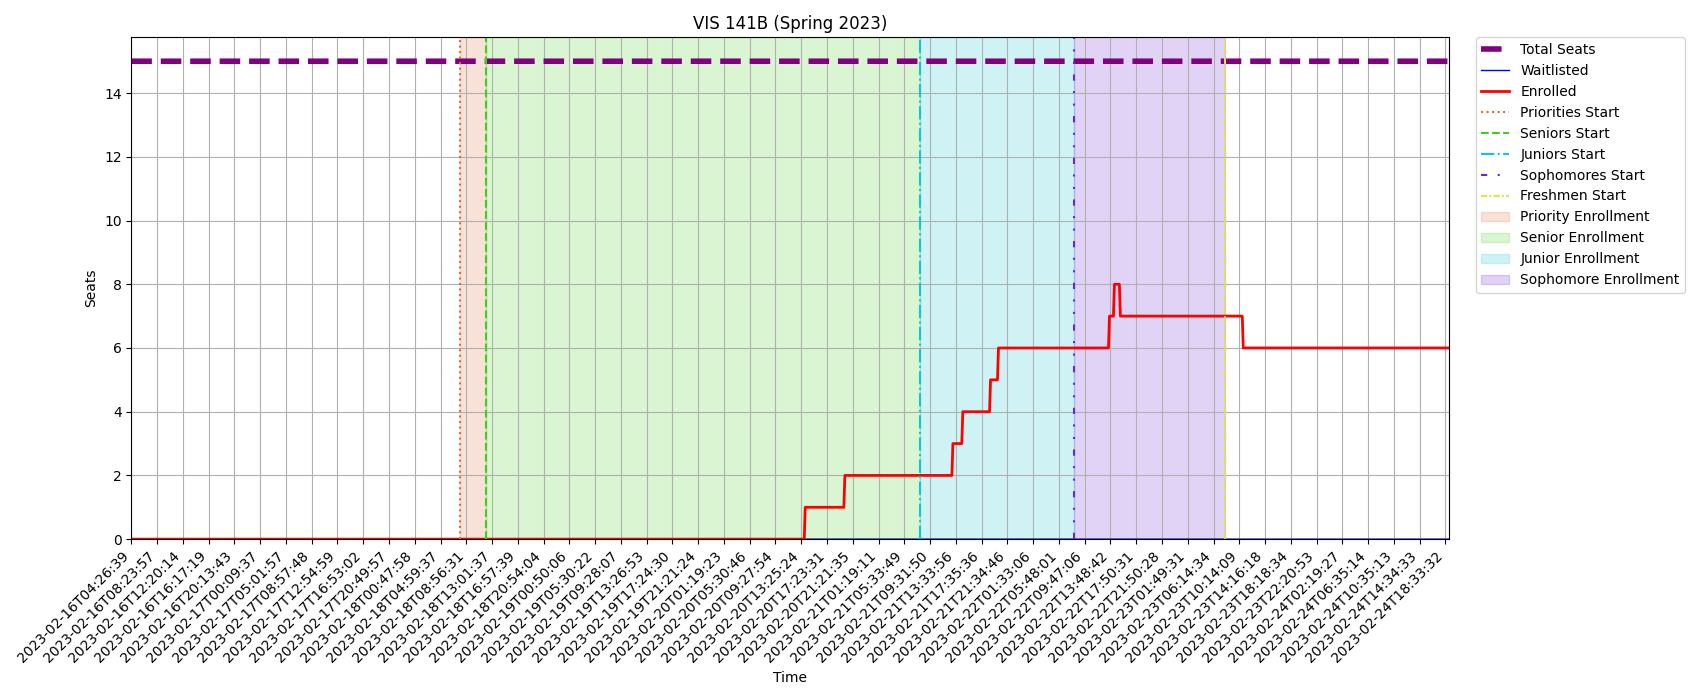 VIS 141B (Spring 2023)
Total Seats
Waitlisted
Enrolled
Priorities Start
Seniors Start
Juniors Start
Sophomores Start
Freshmen Start
Priority Enrollment
Senior Enrollment
Junior Enrollment
Sophomore Enrollment
Seats
14
12
10
8
6
4
2
0
2023-02-16T04:26:39
2023-02-16T08:23:57
2023-02-16T12:20:14
2023-02-16T16:17:19
2023-02-16T20:13:43
2023-02-17T00:09:37
2023-02-17T05:01:57
2023-02-17T08:57:48
2023-02-17T12:54:59
2023-02-17T16:53:02
2023-02-17T20:49:57
2023-02-18T00:47:58
2023-02-18T04:59:37
2023-02-18T08:56:31
2023-02-18T13:01:37
2023-02-18T16:57:39
2023-02-18T20:54:04
2023-02-19T00:50:06
2023-02-19T05:30:22
2023-02-19T09:28:07
2023-02-19T13:26:53
2023-02-19T17:24:30
2023-02-19T21:21:24
2023-02-20T01:19:23
2023-02-20T05:30:46
2023-02-20T09:27:54
2023-02-20T13:25:24
2023-02-20T17:23:31
2023-02-20T21:21:35
2023-02-21T01:19:11
2023-02-21T05:33:49
2023-02-21T09:31:50
2023-02-21T13:33:56
2023-02-21T17:35:36
2023-02-21T21:34:46
2023-02-22T01:33:06
2023-02-22T05:48:01
2023-02-22T09:47:06
2023-02-22T13:48:42
2023-02-22T17:50:31
2023-02-22T21:50:28
2023-02-23T01:49:31
2023-02-23T06:14:34
2023-02-23T10:14:09
2023-02-23T14:16:18
2023-02-23T18:18:34
2023-02-23T22:20:53
2023-02-24T02:19:27
2023-02-24T06:35:14
2023-02-24T10:35:13
2023-02-24T14:34:33
2023-02-24T18:33:32
Time